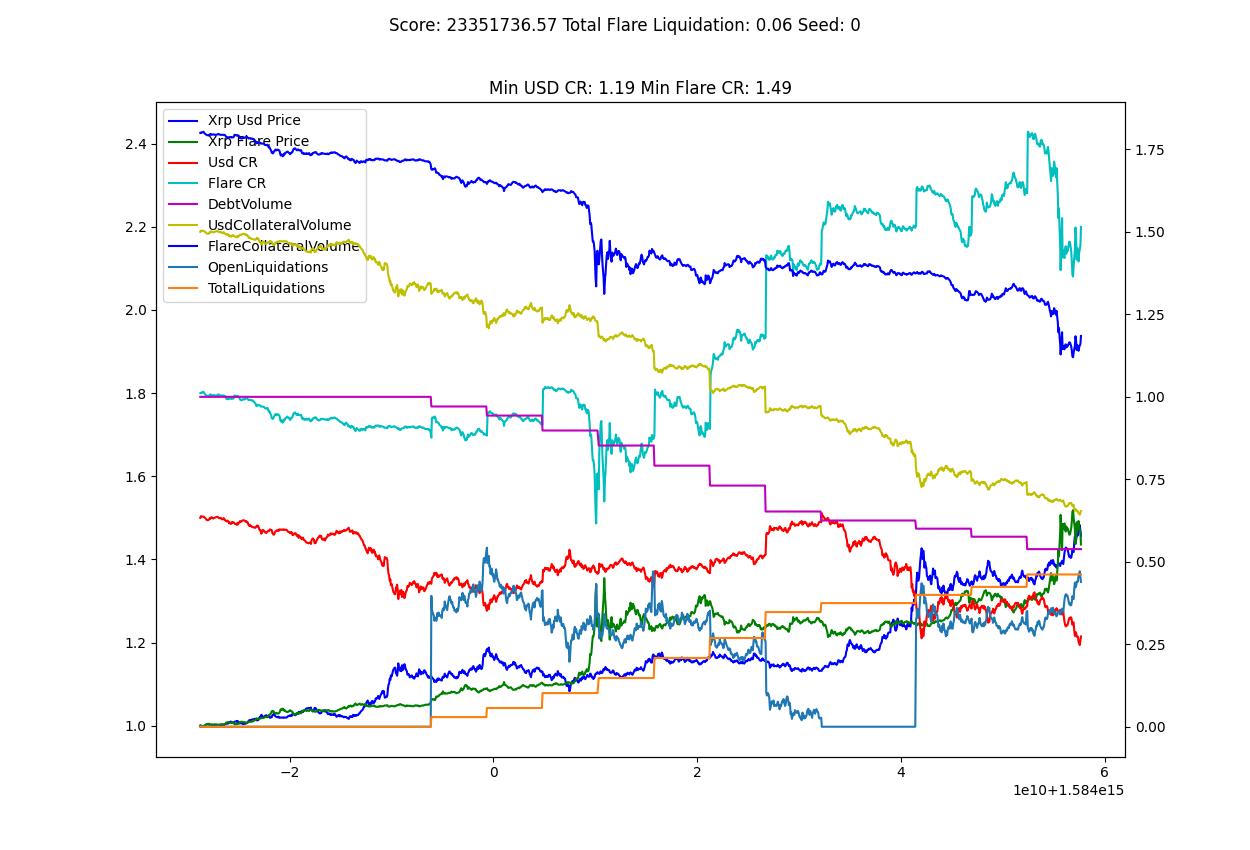 Score: 23351736.57 Total Flare Liquidation: 0.06 Seed: 0
Min USD CR: 1.19 Min Flare CR: 1.49
Xrp Usd Price
Xrp Flare Price
Usd CR
Flare CR
DebtVolume
UsdCollateralVolume
FlareCollateralVolume
OpenLiquidations
TotalLiquidations
2.4
2.2
2.0
1.8
1.6
1.4
1.2
1.0
1.75
1.50
1.25
1.00
0.75
0.50
0.25
0.00
−2 0 2 4 6
1e10+1.584e15